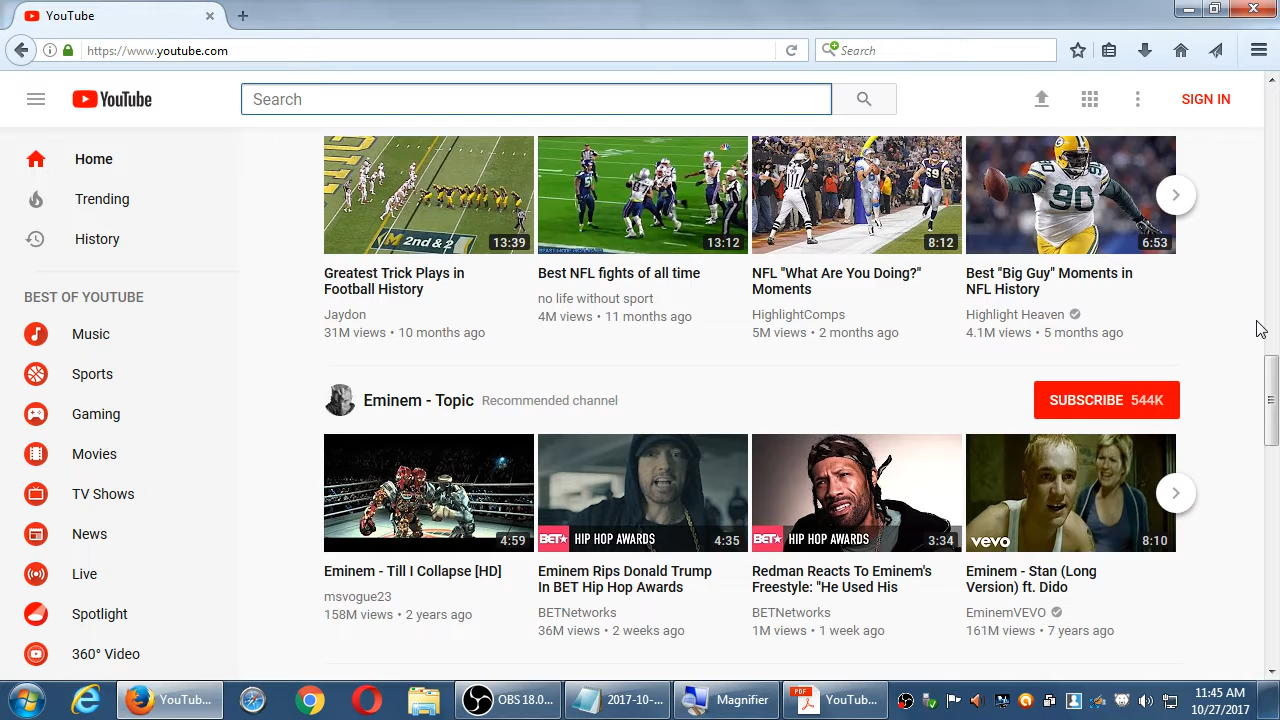 YouTube
https://www.youtube.com
Search
YouTube
Search
SIGN IN
Home
Trending
History
BEST OF YOUTUBE
Music
Sports
Gaming
Movies
TV Shows
News
Live
Spotlight
360° Video
M 2nd & 2
13:39
13:12
8:12
90
6:53
Greatest Trick Plays in
Football History
Jaydon
31M views • 10 months ago
Best NFL fights of all time
no life without sport
4M views • 11 months ago
NFL "What Are You Doing?"
Moments
HighlightComps
5M views • 2 months ago
Best "Big Guy" Moments in
NFL History
Highlight Heaven
4.1M views • 5 months ago
Eminem - Topic Recommended channel
SUBSCRIBE 544K
4:59
BET HIP HOP AWARDS 4:35
BET HIP HOP AWARDS 3:34
vevo 8:10
Eminem - Till I Collapse [HD]
msvogue23
158M views • 2 years ago
Eminem Rips Donald Trump
In BET Hip Hop Awards
BETNetworks
36M views • 2 weeks ago
Redman Reacts To Eminem's
Freestyle: "He Used His
BETNetworks
1M views • 1 week ago
Eminem - Stan (Long
Version) ft. Dido
EminemVEVO
161M views • 7 years ago
YouTub...
OBS 18.0...
2017-10-...
Magnifier
PDF
YouTub...
11:45 AM
10/27/2017